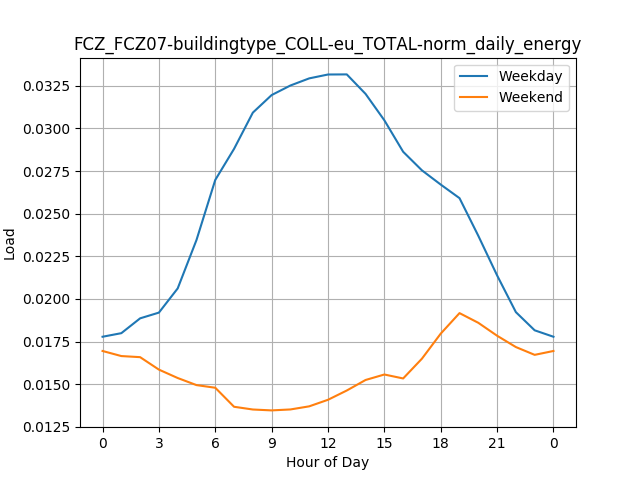 FCZ_FCZ07-buildingtype_COLL-eu_TOTAL-norm_daily_energy
Weekday
Weekend
0.0325
0.0300
0.0275
0.0250
0.0225
0.0200
0.0175
0.0150
0.0125
Load
0 3 6 9 12 15 18 21 0
Hour of Day